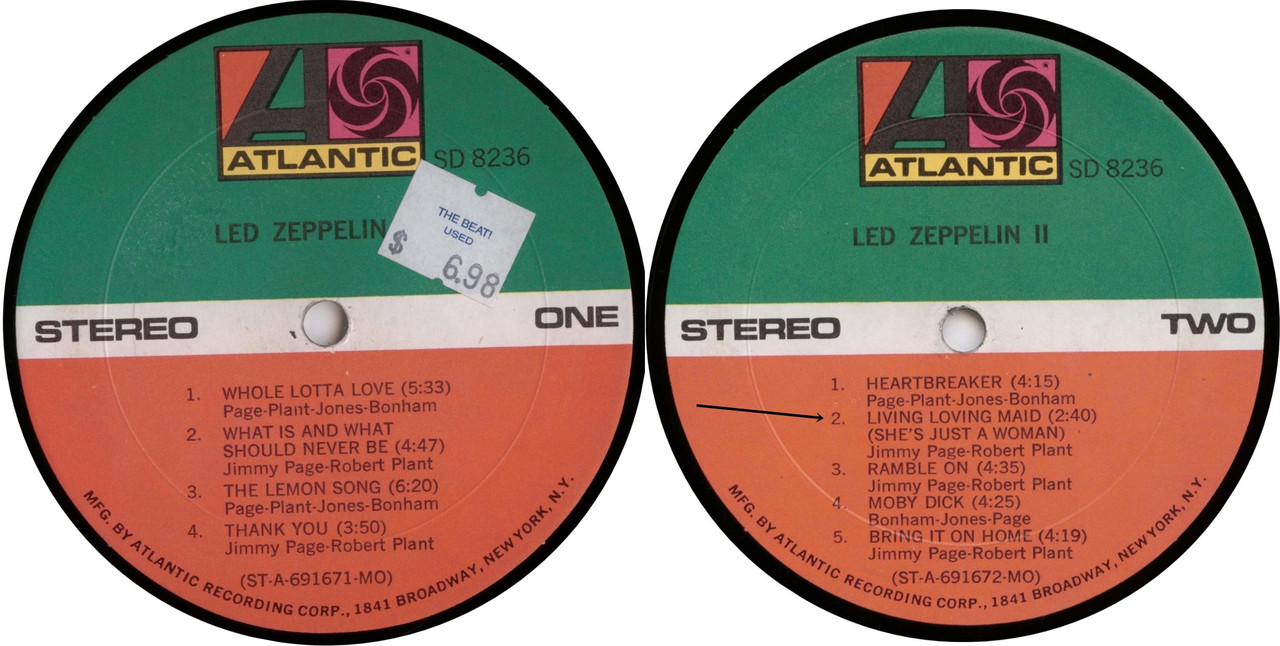 ATLANTIC
SD 8236
LED ZEPPELIN
THE BEAT!
USED
$ 6.98
STEREO
ONE
1. WHOLE LOTTA LOVE (5:33)
Page-Plant-Jones-Bonham
2. WHAT IS AND WHAT
SHOULD NEVER BE (4:47)
Jimmy Page-Robert Plant
3. THE LEMON SONG (6:20)
Page-Plant-Jones-Bonham
4. THANK YOU (3:50)
Jimmy Page-Robert Plant
(ST-A-691671-MO)
MFG. BY ATLANTIC RECORDING CORP., 1841 BROADWAY, NEW YORK, N.Y.
ATLANTIC
SD 8236
LED ZEPPELIN II
STEREO
TWO
1. HEARTBREAKER (4:15)
Page-Plant-Jones-Bonham
2. LIVING LOVING MAID (2:40)
(SHE'S JUST A WOMAN)
Jimmy Page-Robert Plant
3. RAMBLE ON (4:35)
Jimmy Page-Robert Plant
4. MOBY DICK (4:25)
Bonham-Jones-Page
5. BRING IT ON HOME (4:19)
Jimmy Page-Robert Plant
(ST-A-691672-MO)
MFG. BY ATLANTIC RECORDING CORP., 1841 BROADWAY, NEW YORK, N.Y.